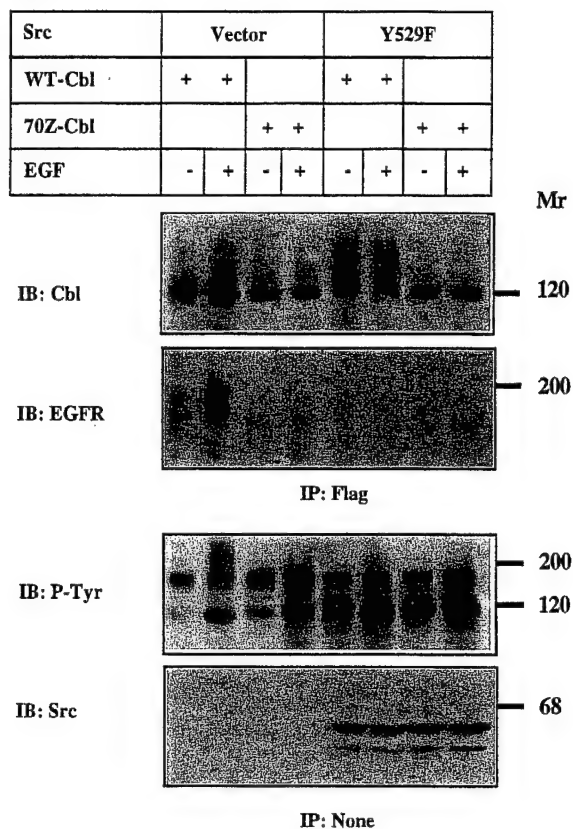 Src Vector Y529F
WT-Cbl + + + +
70Z-Cbl + + + +
EGF - + - + - + - +
Mr
IB: Cbl 120
200
IB: EGFR
IP: Flag
200
IB: P-Tyr
120
IB: Src 68
IP: None